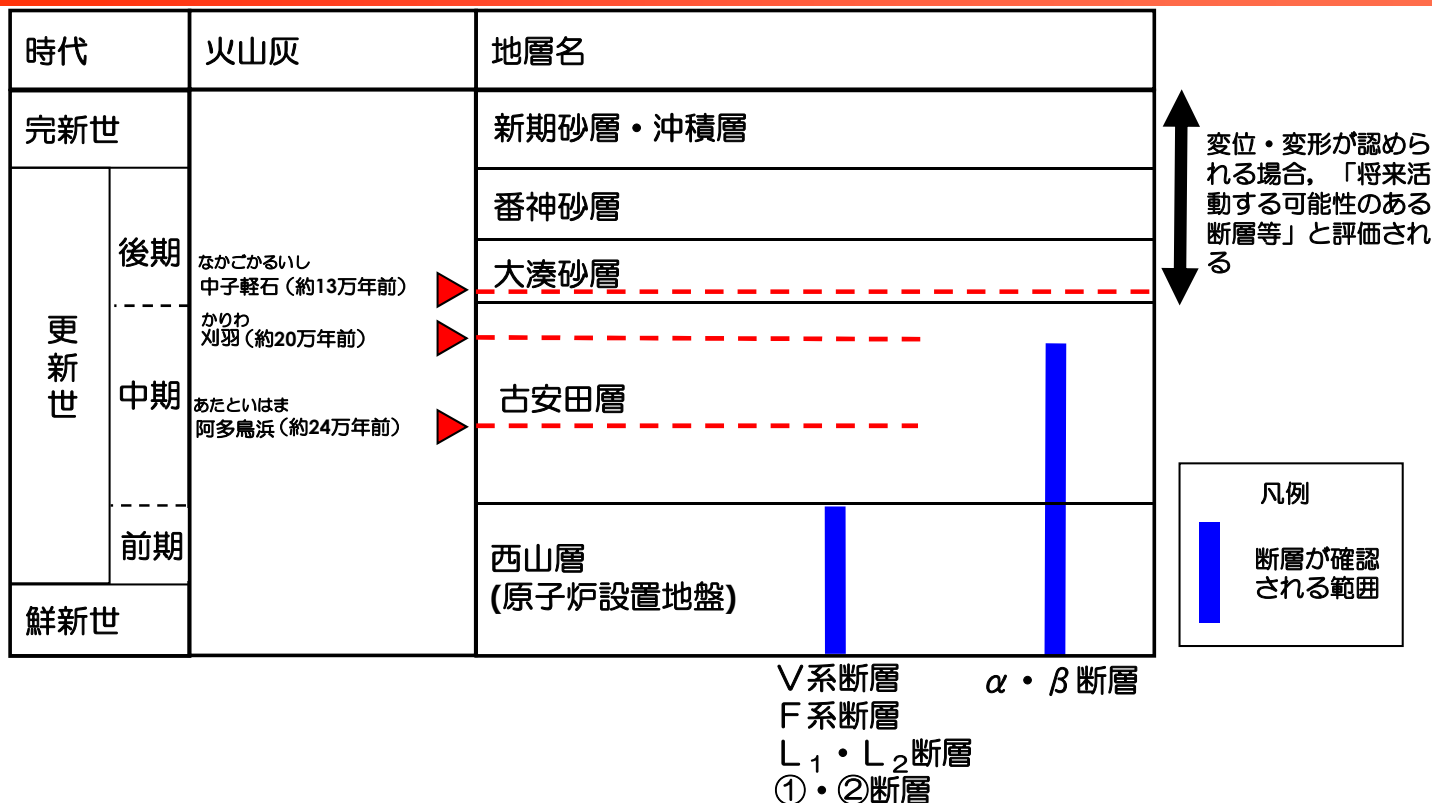 時代
火山灰
地層名
完新世
新期砂層・沖積層
番神砂層
後期
なかごかるいし
中子軽石（約13万年前）
大湊砂層
変位・変形が認めら
れる場合，「将来活
動する可能性のある
断層等」と評価され
る
更新世
中期
かりわ
刈羽（約20万年前）
あたといはま
阿多鳥浜（約24万年前）
古安田層
前期
西山層
(原子炉設置地盤)
鮮新世
凡例
断層が確認
される範囲
Ｖ系断層
Ｆ系断層
Ｌ₁・Ｌ₂断層
①・②断層
α・β断層